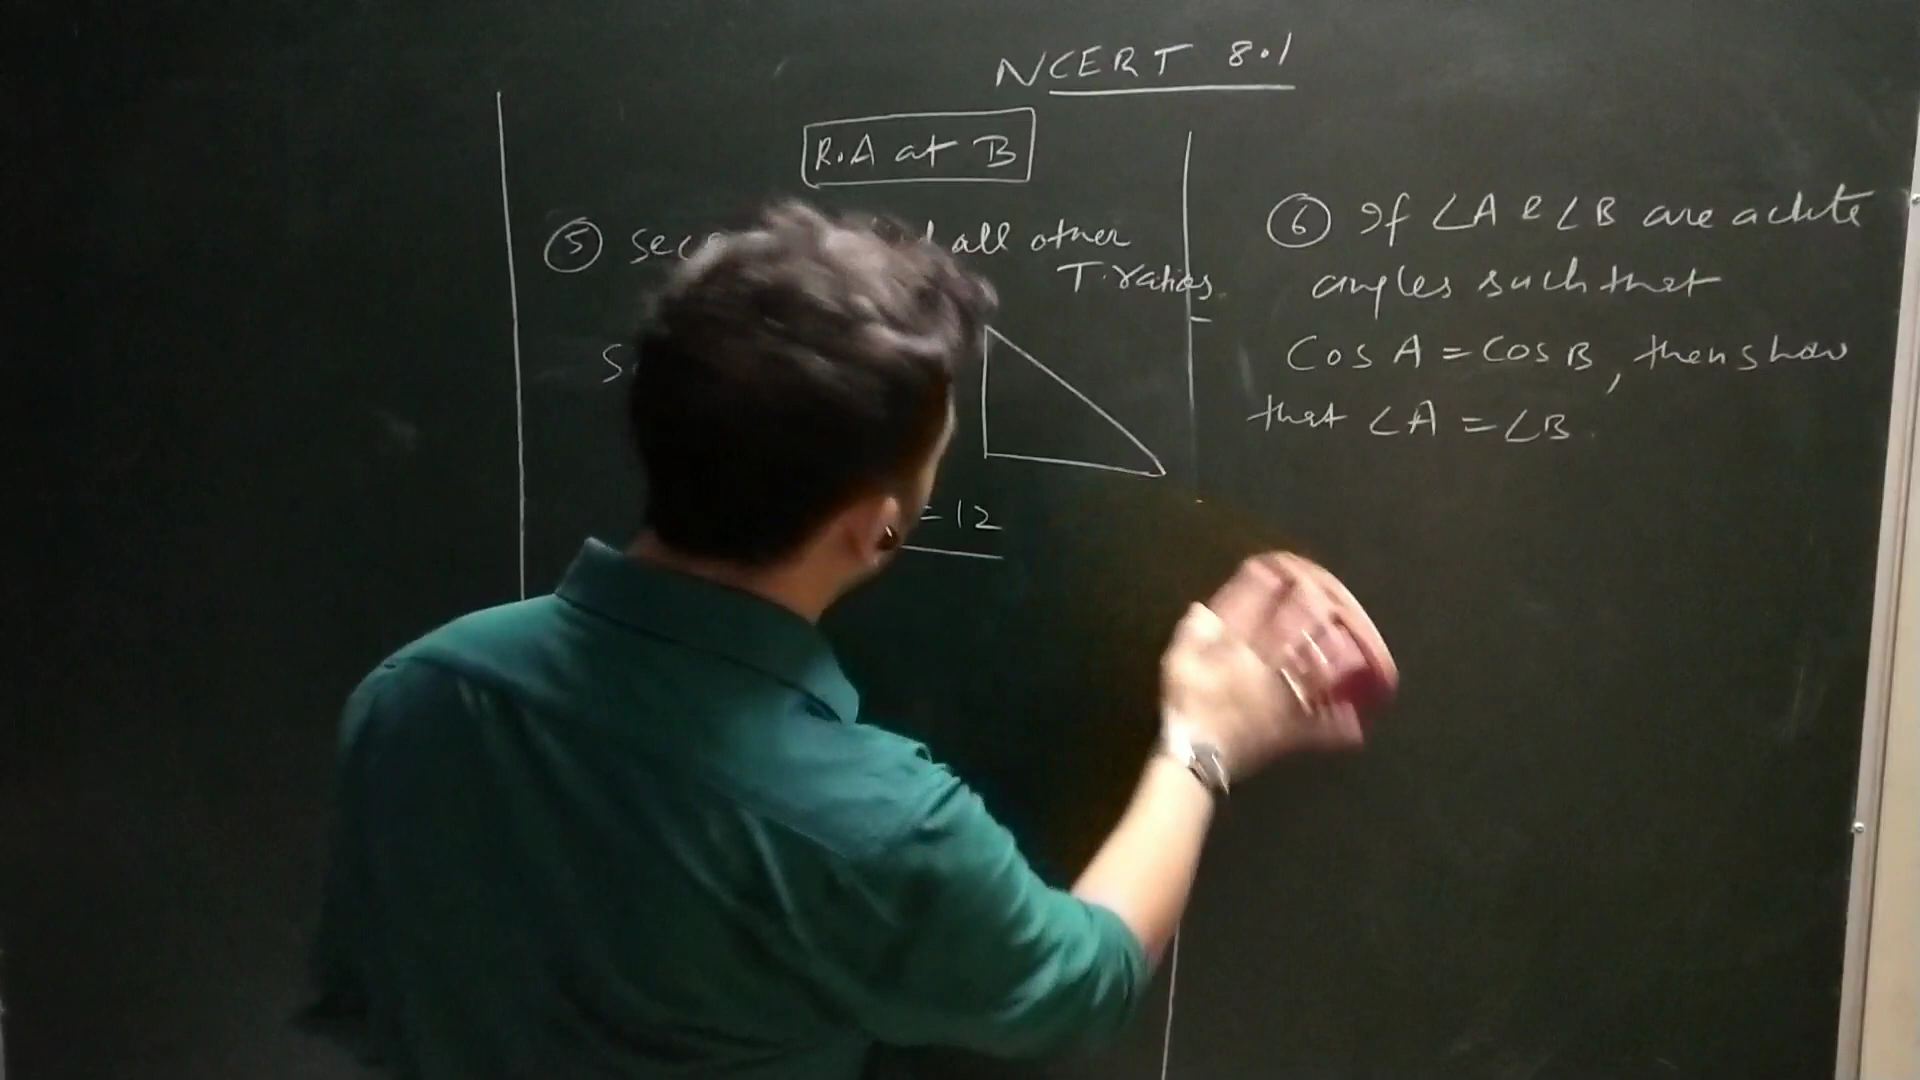 NCERT 8.1
R.A at B
⑤ all other
T.ratios
= 12
⑥ If ∠A & ∠B are acute
angles such that
Cos A = Cos B, then show
that ∠A = ∠B.